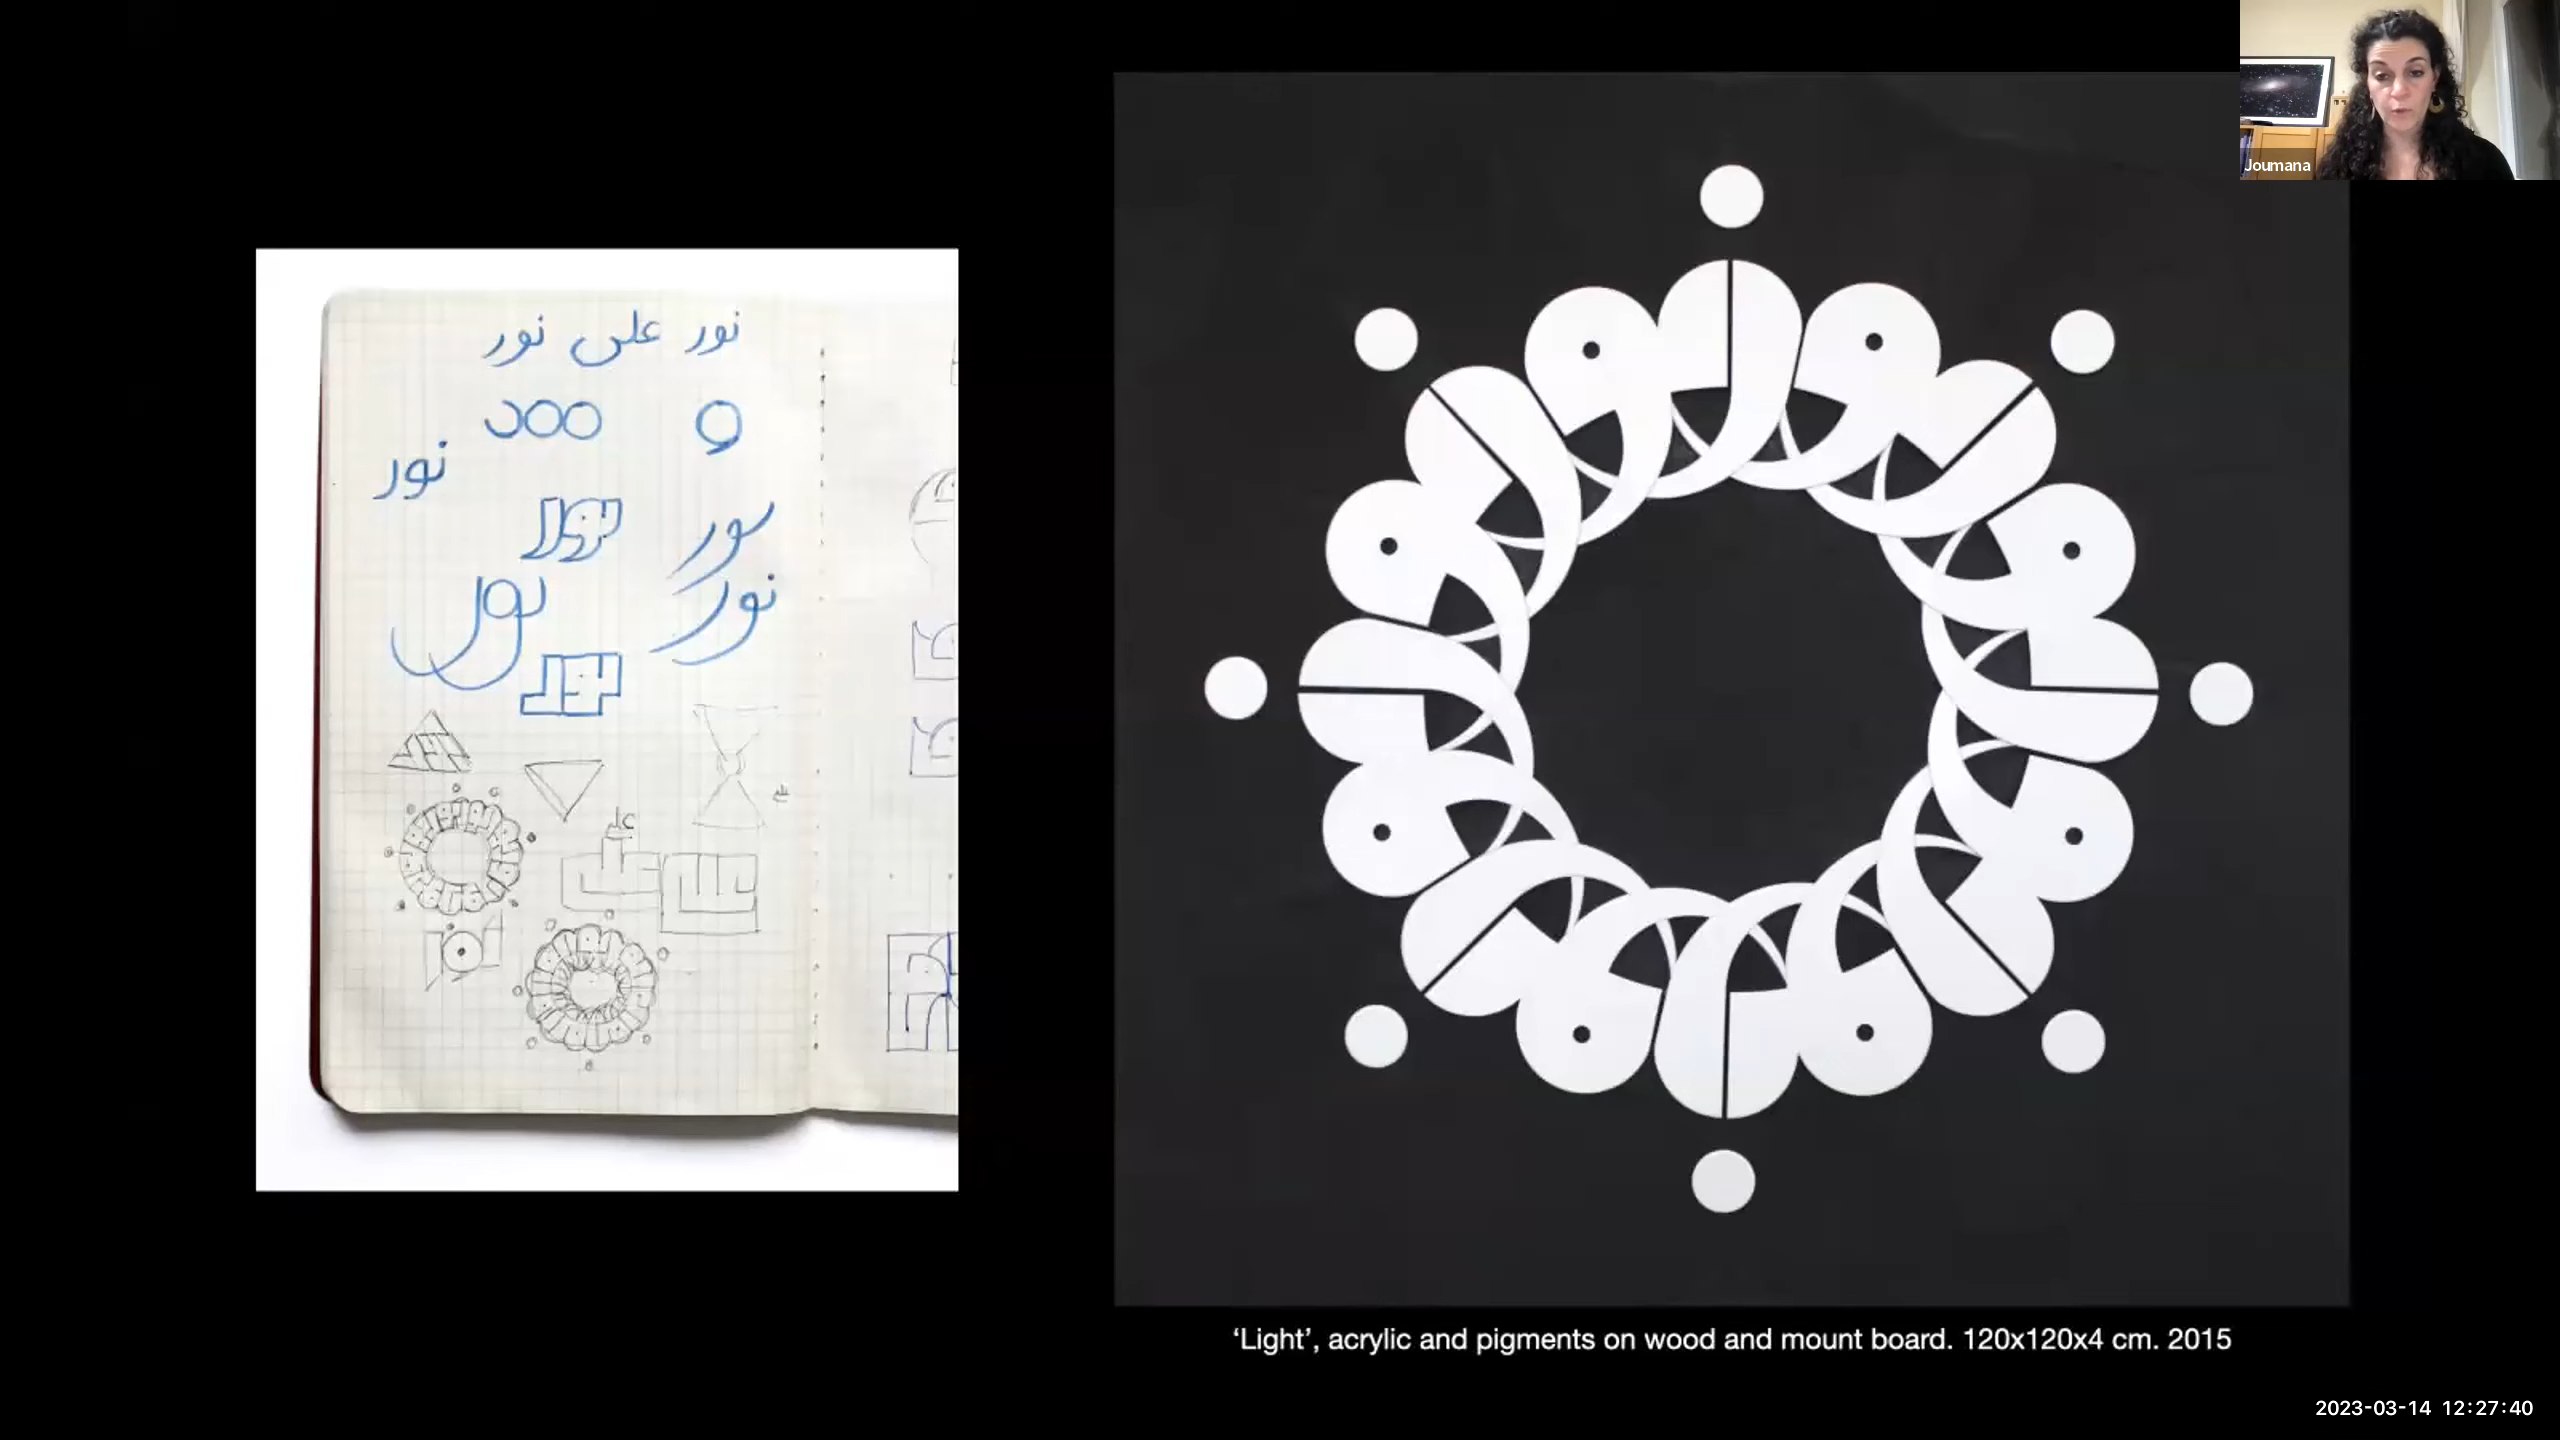 Joumana
نور على نور
نور
نور
نور
نور
‘Light’, acrylic and pigments on wood and mount board. 120x120x4 cm. 2015
2023-03-14 12:27:40